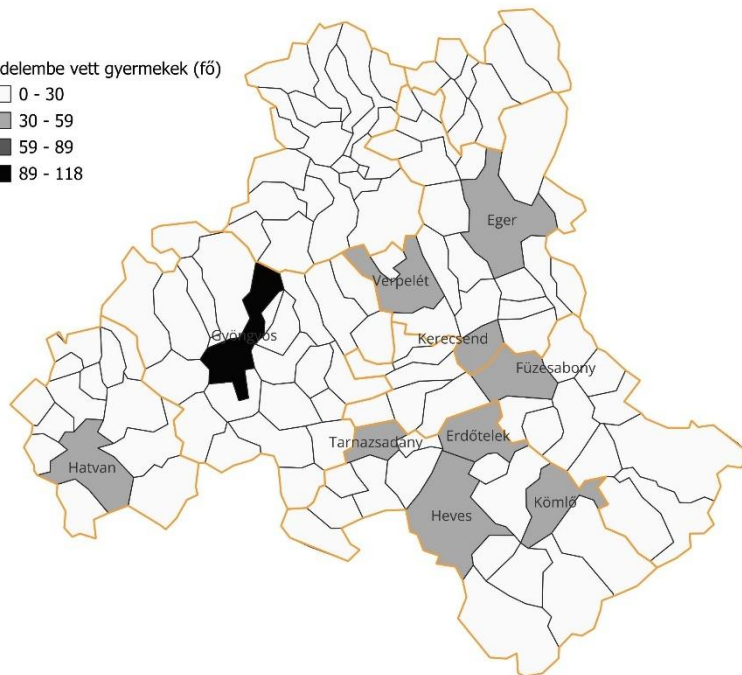 delembe vett gyermekek (fő)
0 - 30
30 - 59
59 - 89
89 - 118
Eger
Verpelét
Gyöngyös
Kerecsend
Füzesabony
Tarnazsadány
Erdőtelek
Hatvan
Heves
Kömlő